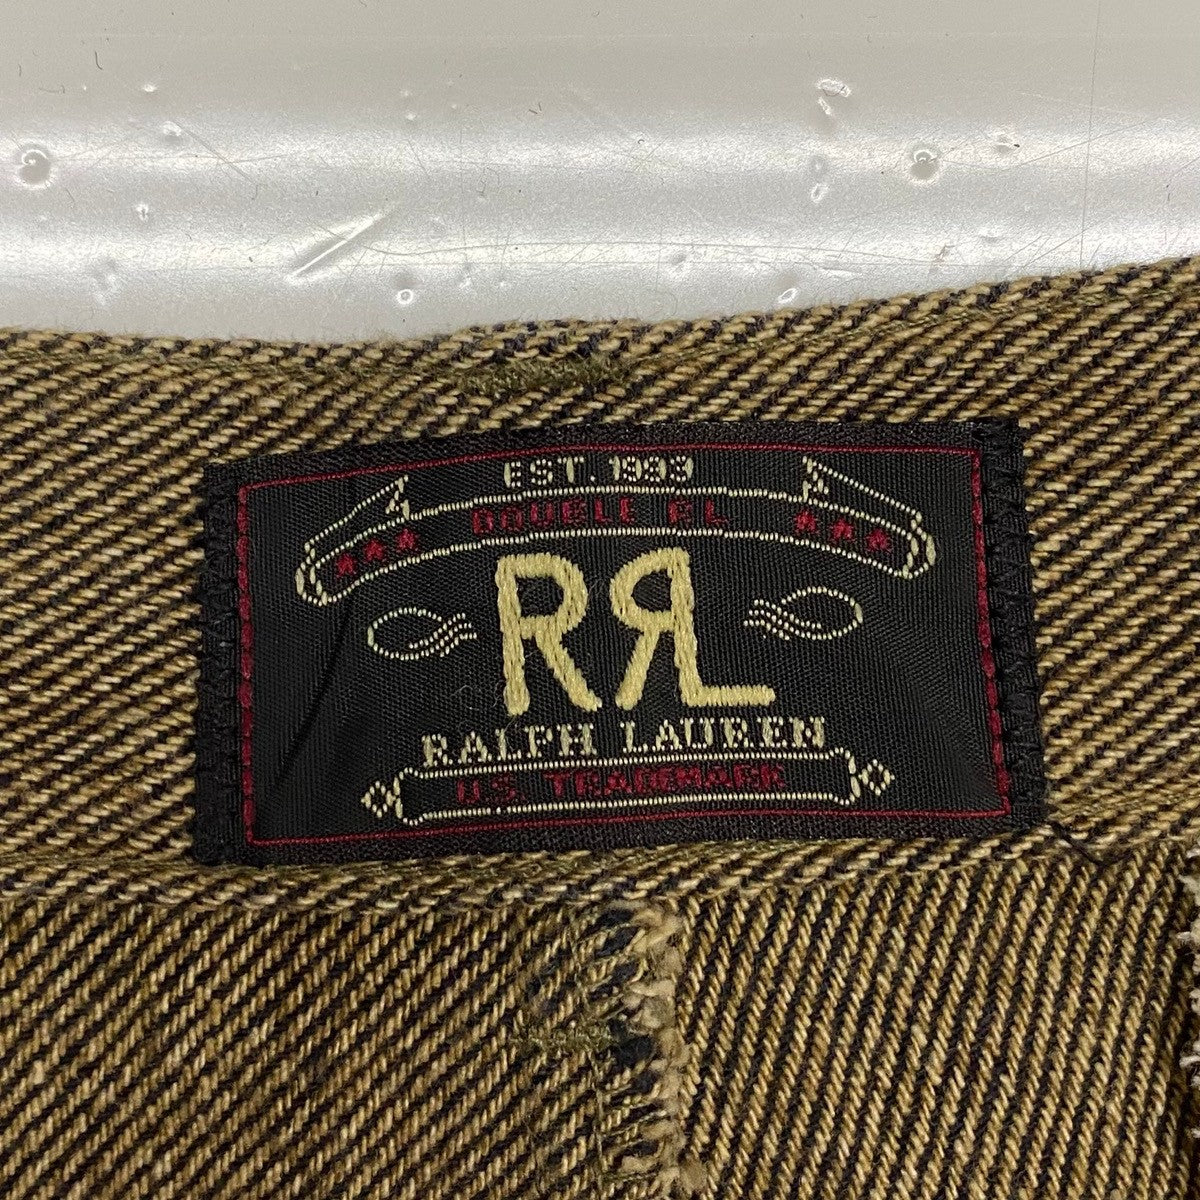 EST. 1993
DOUBLE RL
RRL
RALPH LAUREN
U.S. TRADEMARK